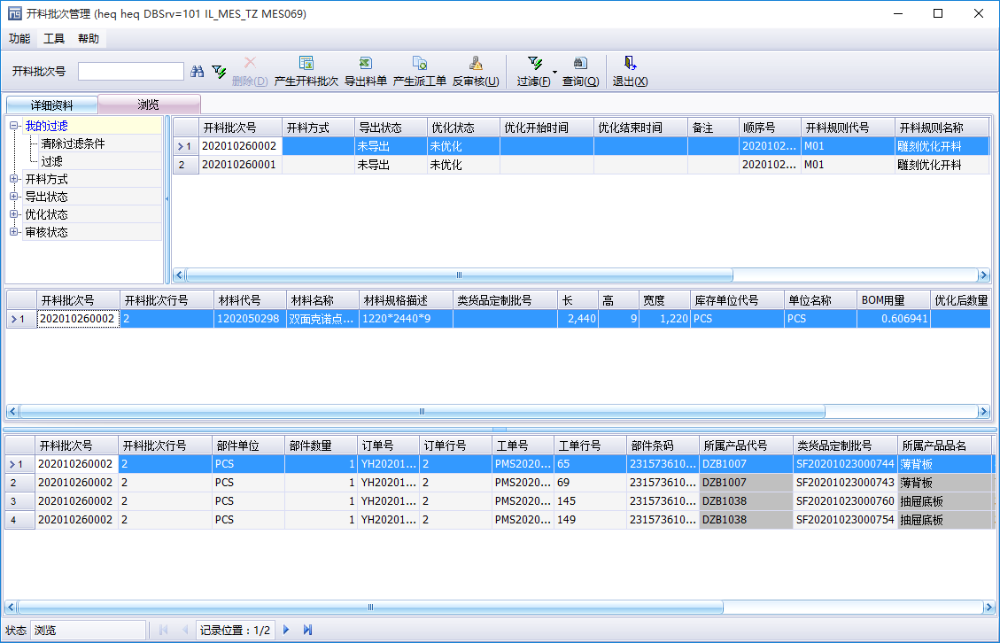 开料批次管理 (heq heq DBSrv=101 IL_MES_TZ MES069)
功能 工具 帮助
开料批次号 删除(D) 产生开料批次 导出料单 产生派工单 反审核(U) 过滤(F) 查询(Q) 退出(X)
详细资料 浏览
我的过滤
清除过滤条件
过滤
开料方式
导出状态
优化状态
审核状态
开料批次号 开料方式 导出状态 优化状态 优化开始时间 优化结束时间 备注 顺序号 开料规则代号 开料规则名称
1 202010260002 未导出 未优化 2020102... M01 雕刻优化开料
2 202010260001 未导出 未优化 2020102... M01 雕刻优化开料
开料批次号 开料批次行号 材料代号 材料名称 材料规格描述 类货品定制批号 长 高 宽度 库存单位代号 单位名称 BOM用量 优化后数量
1 202010260002 2 1202050298 双面克诺点... 1220*2440*9 2,440 9 1,220 PCS PCS 0.606941
开料批次号 开料批次行号 部件单位 部件数量 订单号 订单行号 工单号 工单行号 部件条码 所属产品代号 类货品定制批号 所属产品品名
1 202010260002 2 PCS 1 YH20201... 2 PMS2020... 65 231573610... DZB1007 SF20201023000744 薄背板
2 202010260002 2 PCS 1 YH20201... 2 PMS2020... 69 231573610... DZB1007 SF20201023000743 薄背板
3 202010260002 2 PCS 1 YH20201... 2 PMS2020... 145 231573610... DZB1038 SF20201023000760 抽屉底板
4 202010260002 2 PCS 1 YH20201... 2 PMS2020... 149 231573610... DZB1038 SF20201023000754 抽屉底板
状态 浏览 记录位置：1/2